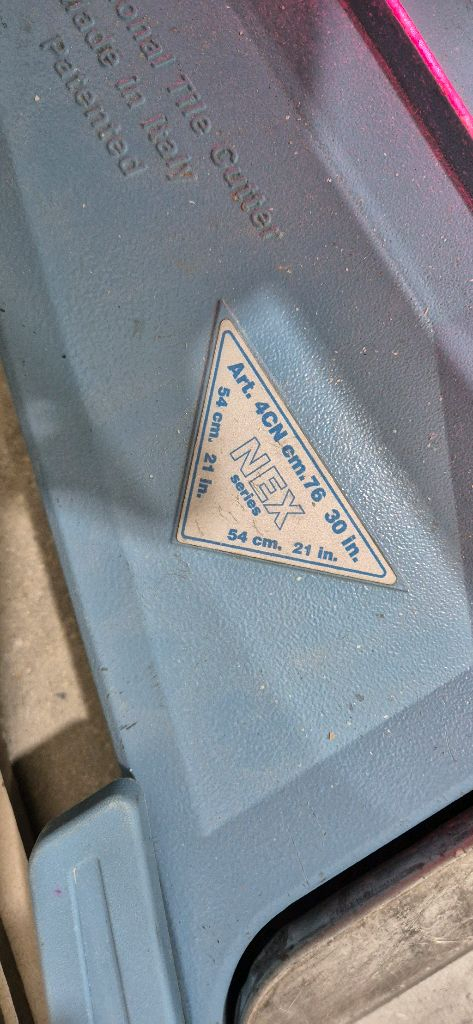 Tile Cutter
Made in Italy
Patented
Art. 4CN cm.76 30 in.
54 cm. 21 in.
NEX
series
54 cm. 21 in.